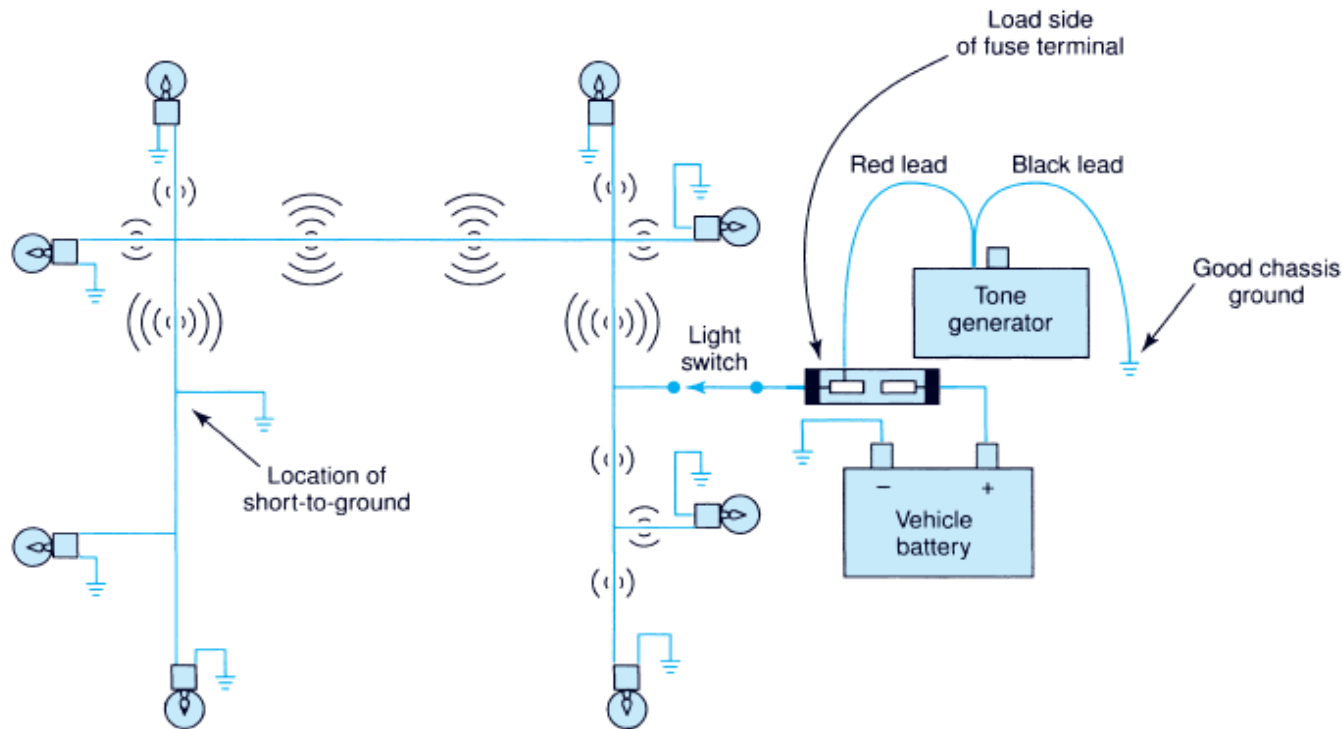 Load side
of fuse terminal
Red lead
Black lead
Good chassis
ground
Tone
generator
Light
switch
Location of
short-to-ground
− +
Vehicle
battery